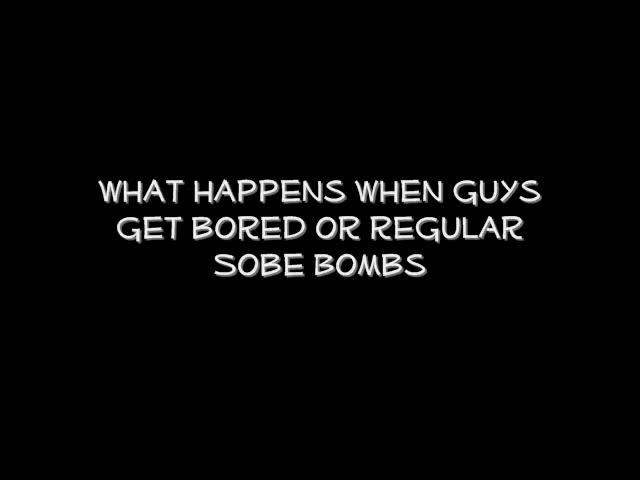 WHAT HAPPENS WHEN GUYS
GET BORED OR REGULAR
SOBE BOMBS